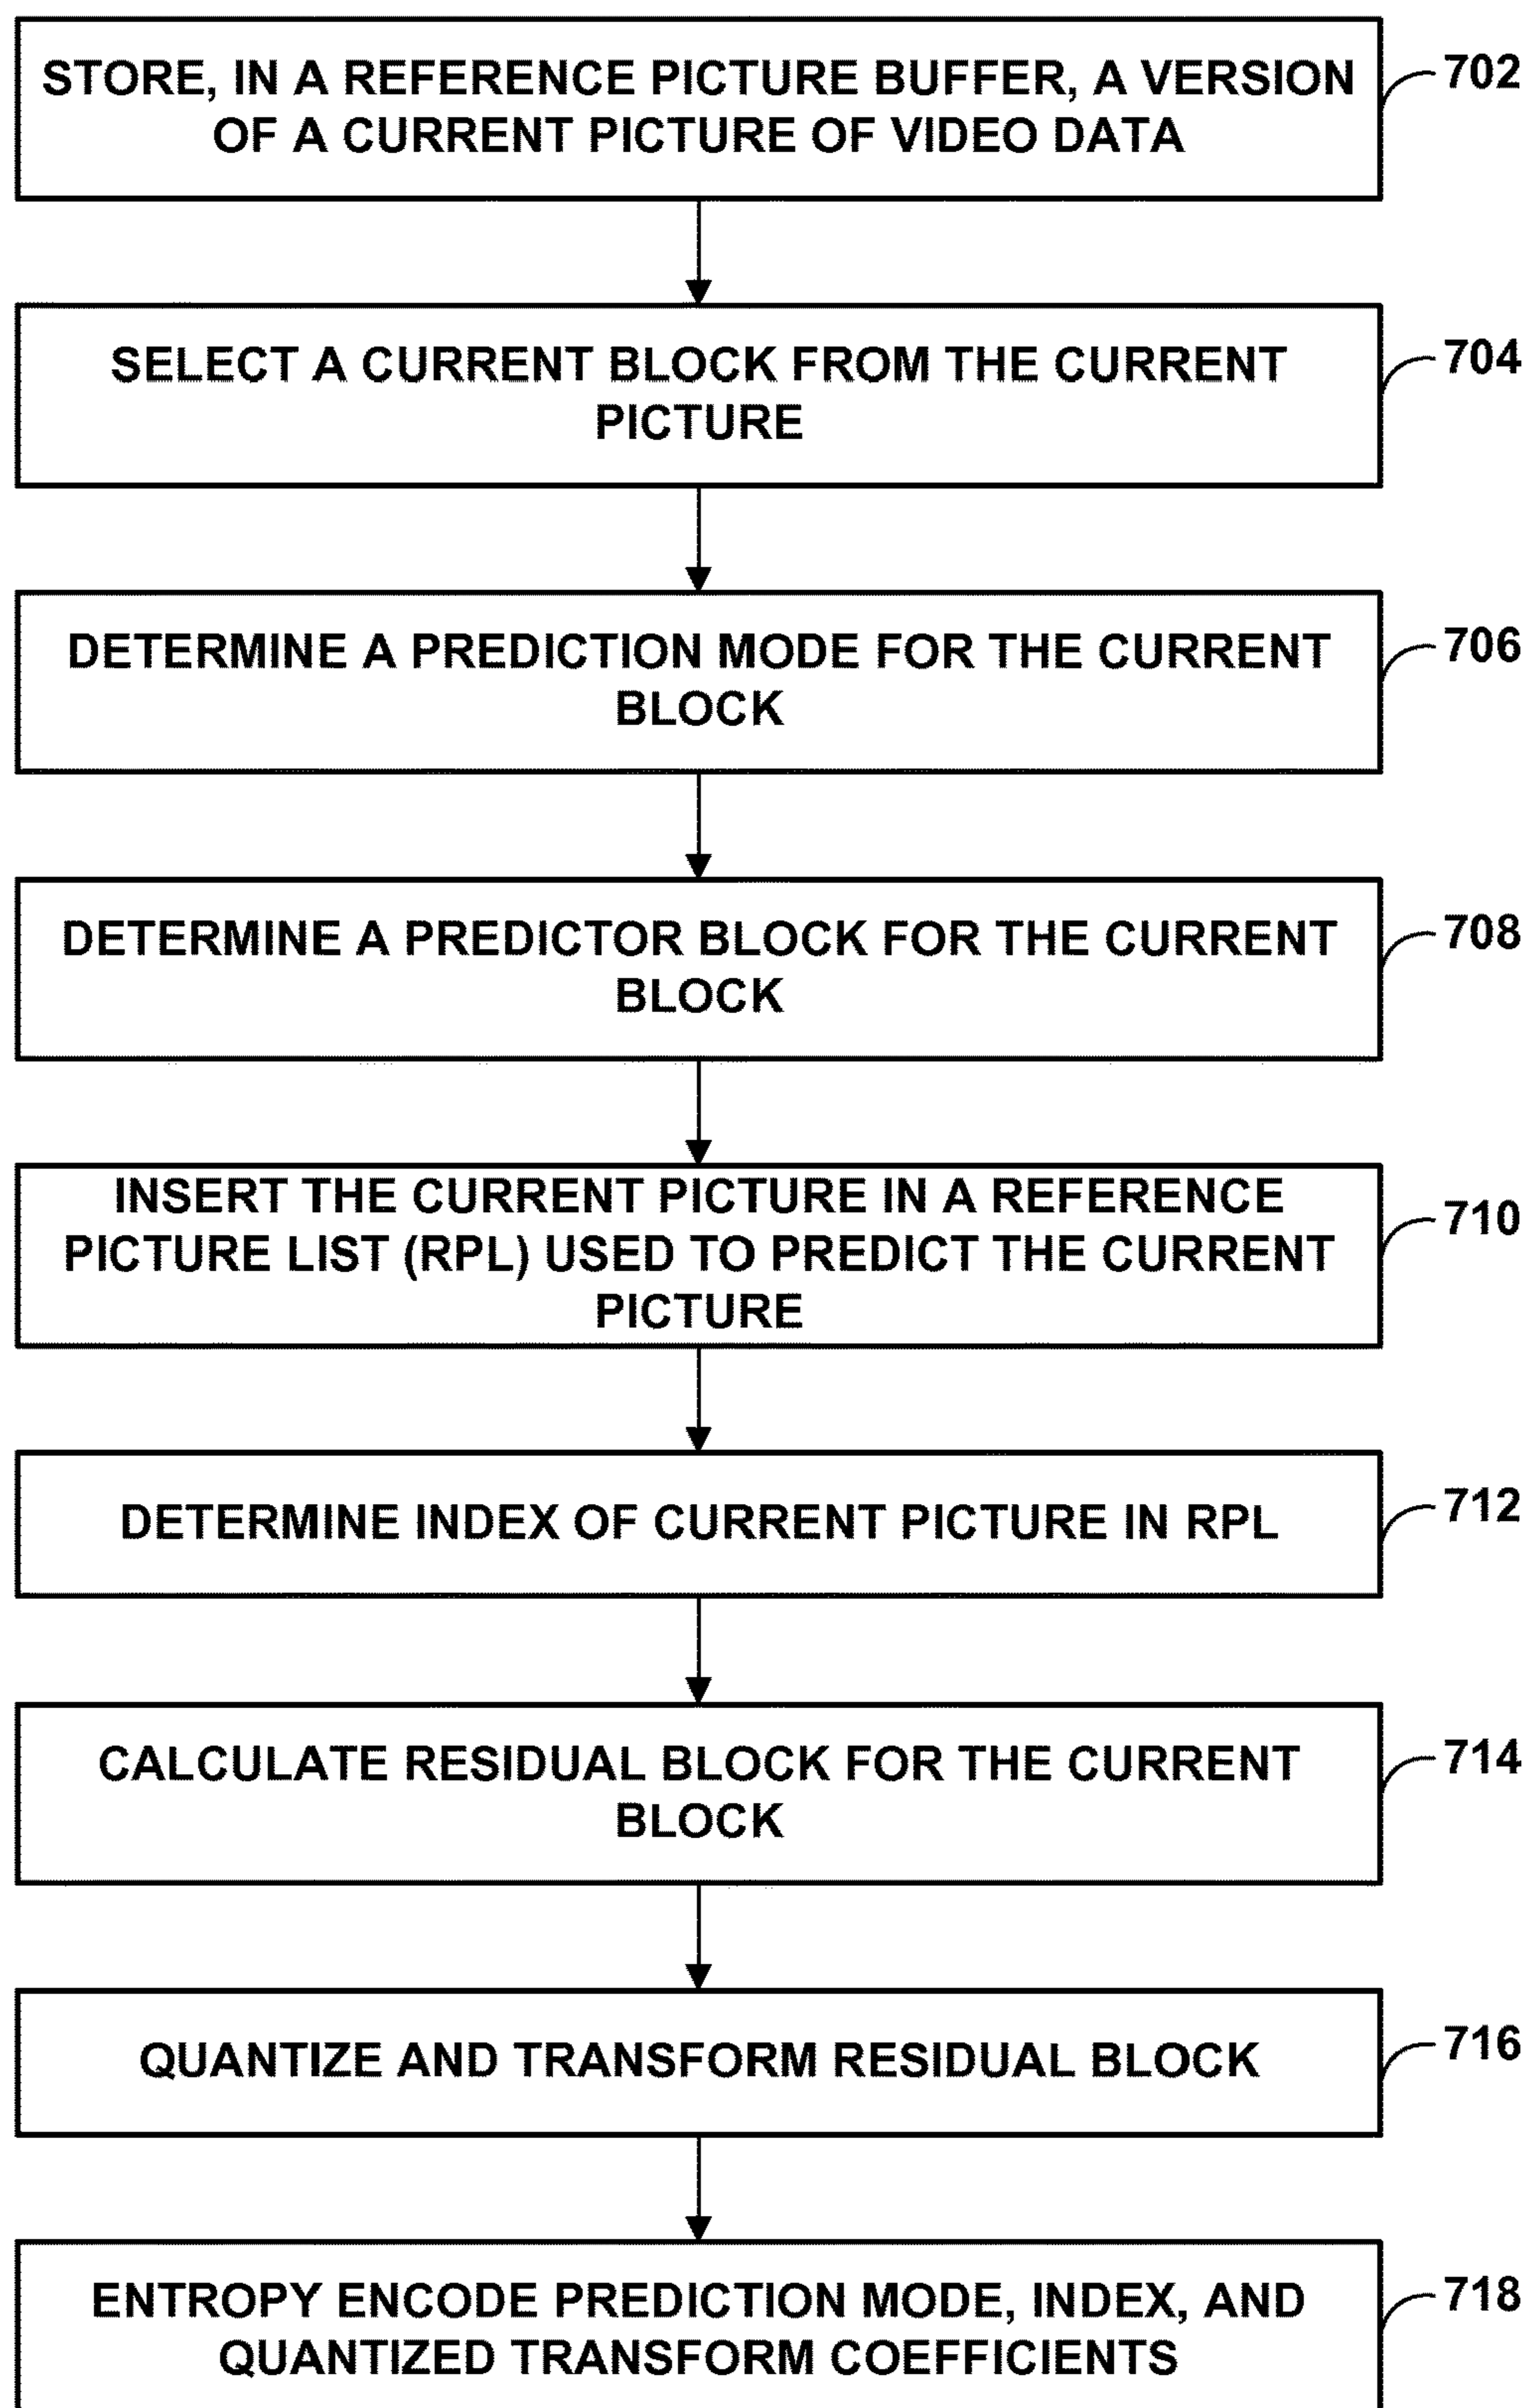 STORE, IN A REFERENCE PICTURE BUFFER, A VERSION
OF A CURRENT PICTURE OF VIDEO DATA
702
SELECT A CURRENT BLOCK FROM THE CURRENT
PICTURE
704
DETERMINE A PREDICTION MODE FOR THE CURRENT
BLOCK
706
DETERMINE A PREDICTOR BLOCK FOR THE CURRENT
BLOCK
708
INSERT THE CURRENT PICTURE IN A REFERENCE
PICTURE LIST (RPL) USED TO PREDICT THE CURRENT
PICTURE
710
DETERMINE INDEX OF CURRENT PICTURE IN RPL
712
CALCULATE RESIDUAL BLOCK FOR THE CURRENT
BLOCK
714
QUANTIZE AND TRANSFORM RESIDUAL BLOCK
716
ENTROPY ENCODE PREDICTION MODE, INDEX, AND
QUANTIZED TRANSFORM COEFFICIENTS
718